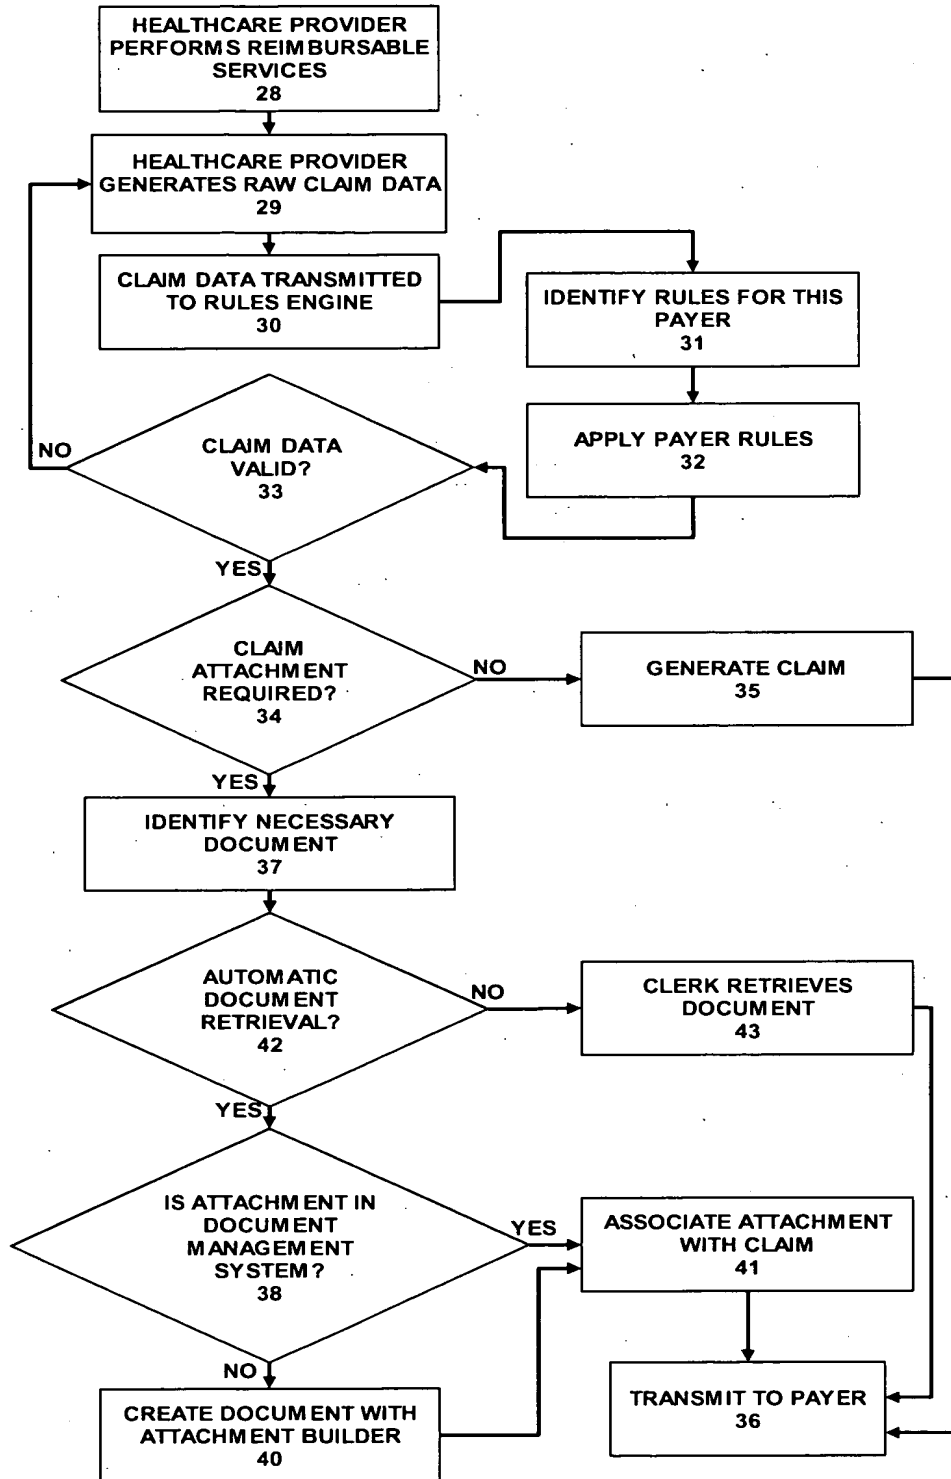 HEALTHCARE PROVIDER
PERFORMS REIMBURSABLE
SERVICES
28
HEALTHCARE PROVIDER
GENERATES RAW CLAIM DATA
29
CLAIM DATA TRANSMITTED
TO RULES ENGINE
30
IDENTIFY RULES FOR THIS
PAYER
31
APPLY PAYER RULES
32
CLAIM DATA
VALID?
33
NO
YES
CLAIM
ATTACHMENT
REQUIRED?
34
NO
GENERATE CLAIM
35
YES
IDENTIFY NECESSARY
DOCUMENT
37
AUTOMATIC
DOCUMENT
RETRIEVAL?
42
NO
CLERK RETRIEVES
DOCUMENT
43
YES
IS ATTACHMENT IN
DOCUMENT
MANAGEMENT
SYSTEM?
38
YES
ASSOCIATE ATTACHMENT
WITH CLAIM
41
NO
CREATE DOCUMENT WITH
ATTACHMENT BUILDER
40
TRANSMIT TO PAYER
36